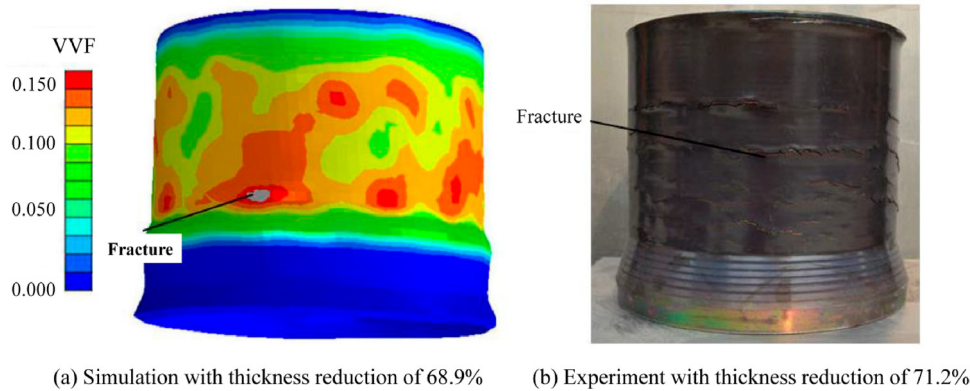 VVF
0.150
0.100
0.050
0.000
Fracture
Fracture
(a) Simulation with thickness reduction of 68.9%
(b) Experiment with thickness reduction of 71.2%